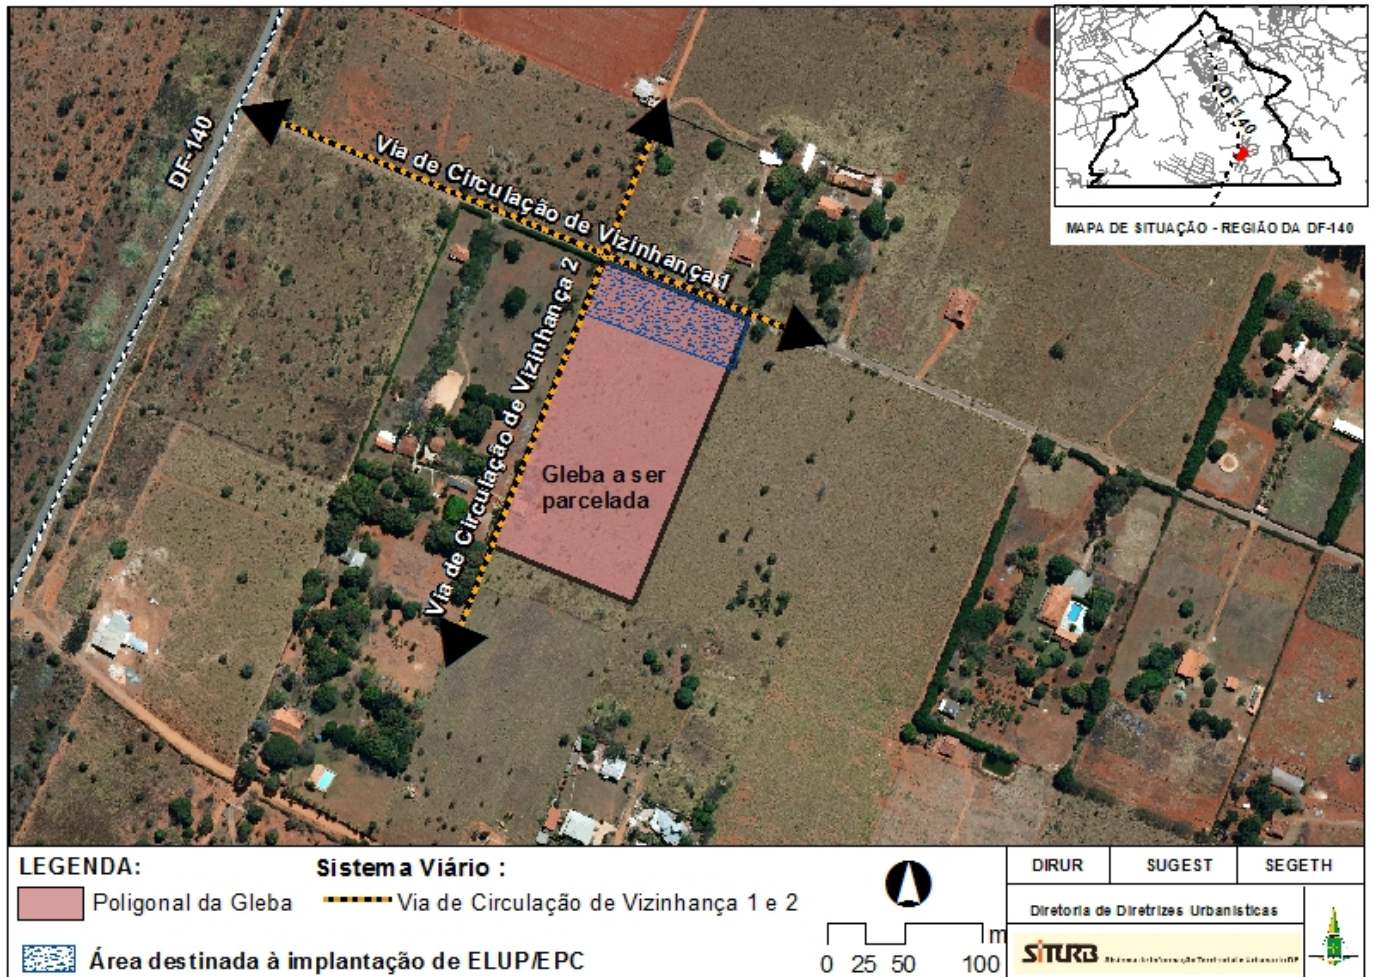 DF-140
Via de Circulação de Vizinhança 1
Via de Circulação de Vizinhança 2
Gleba a ser
parcelada
DF-140
MAPA DE SITUAÇÃO - REGIÃO DA DF-140
LEGENDA:
Poligonal da Gleba
Área destinada à implantação de ELUP/EPC
Sistema Viário :
Via de Circulação de Vizinhança 1 e 2
m
0 25 50 100
DIRUR SUGEST SEGETH
Diretoria de Diretrizes Urbanísticas
SITURB